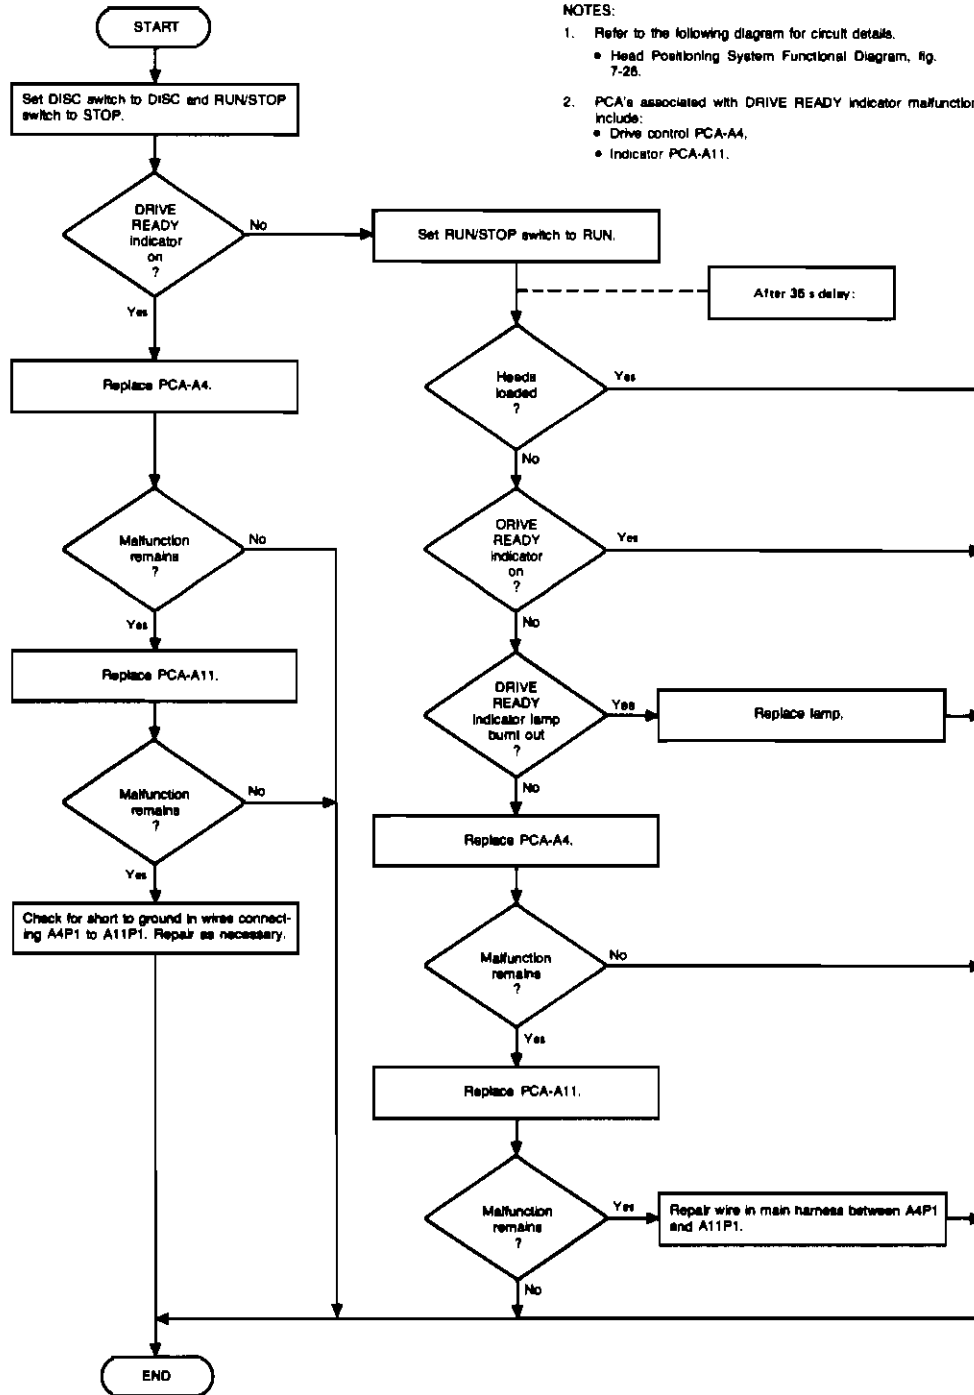 START
NOTES:
1. Refer to the following diagram for circuit details.
• Head Positioning System Functional Diagram, fig.
7-26.
2. PCA's associated with DRIVE READY indicator malfunction
include:
• Drive control PCA-A4.
• Indicator PCA-A11.
Set DISC switch to DISC and RUN/STOP
switch to STOP.
DRIVE
READY
indicator
on
?
No
Yes
Set RUN/STOP switch to RUN.
After 35 s delay:
Replace PCA-A4.
Heads
loaded
?
Yes
No
Malfunction
remains
?
No
Yes
DRIVE
READY
indicator
on
?
Yes
No
Replace PCA-A11.
DRIVE
READY
indicator lamp
burnt out
?
Yes
No
Replace lamp.
Malfunction
remains
?
No
Yes
Replace PCA-A4.
Check for short to ground in wires connect-
ing A4P1 to A11P1. Repair as necessary.
Malfunction
remains
?
No
Yes
Replace PCA-A11.
Malfunction
remains
?
Yes
No
Repair wire in main harness between A4P1
and A11P1.
END